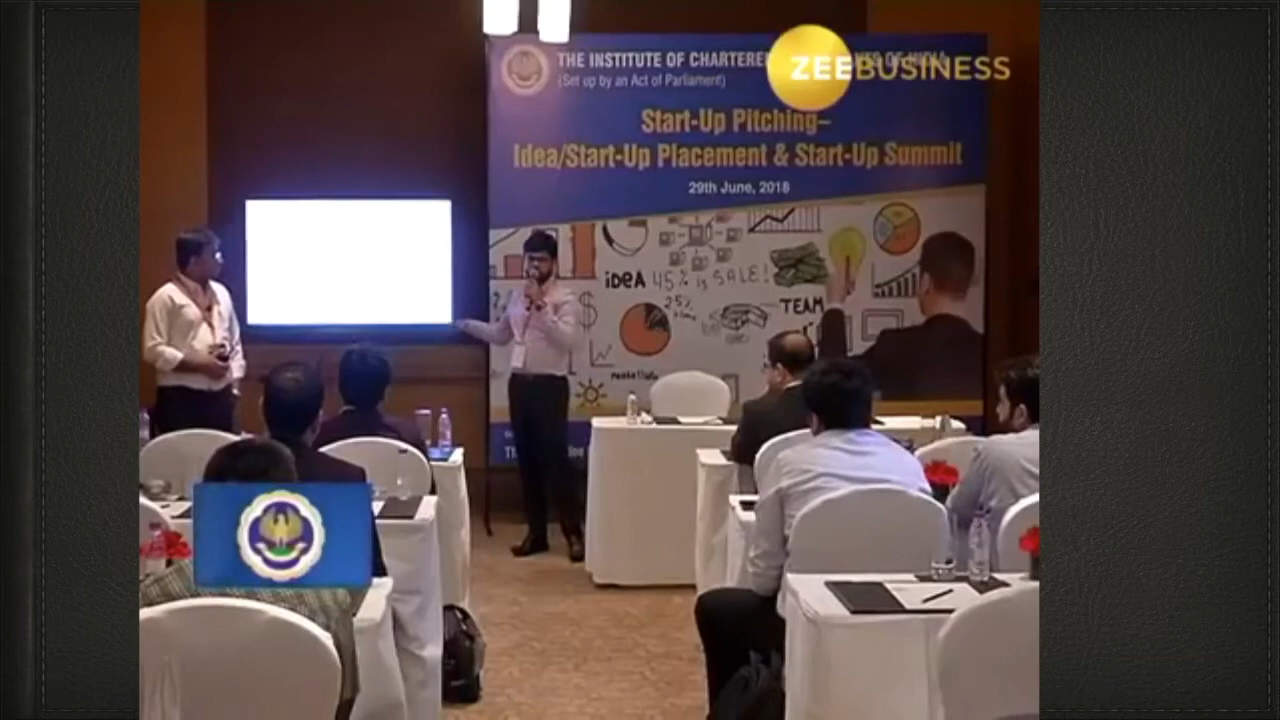 THE INSTITUTE OF CHARTERED
ZEEBUSINESS
(Set up by an Act of Parliament)
Start-Up Pitching–
Idea/Start-Up Placement & Start-Up Summit
29th June, 2018
iDEA 45% is SALE!
25%
TEAM